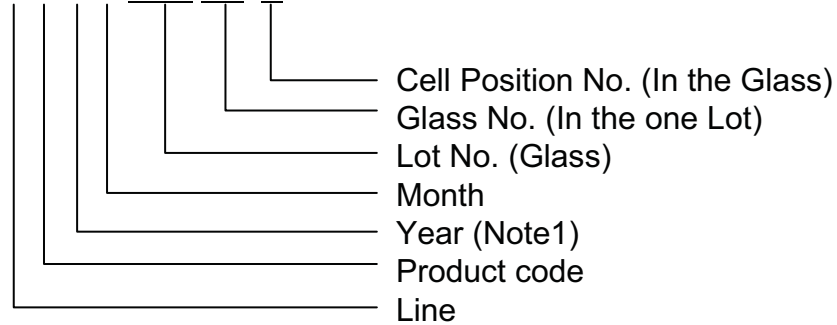 Cell Position No. (In the Glass)
Glass No. (In the one Lot)
Lot No. (Glass)
Month
Year (Note1)
Product code
Line